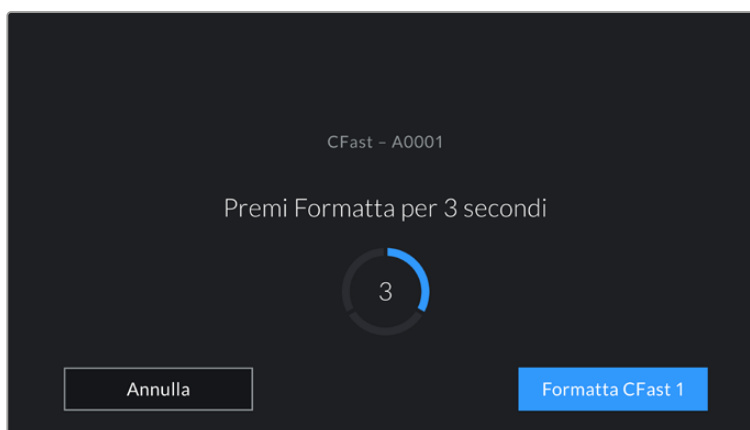 CFast – A0001
Premi Formatta per 3 secondi
3
Annulla
Formatta CFast 1